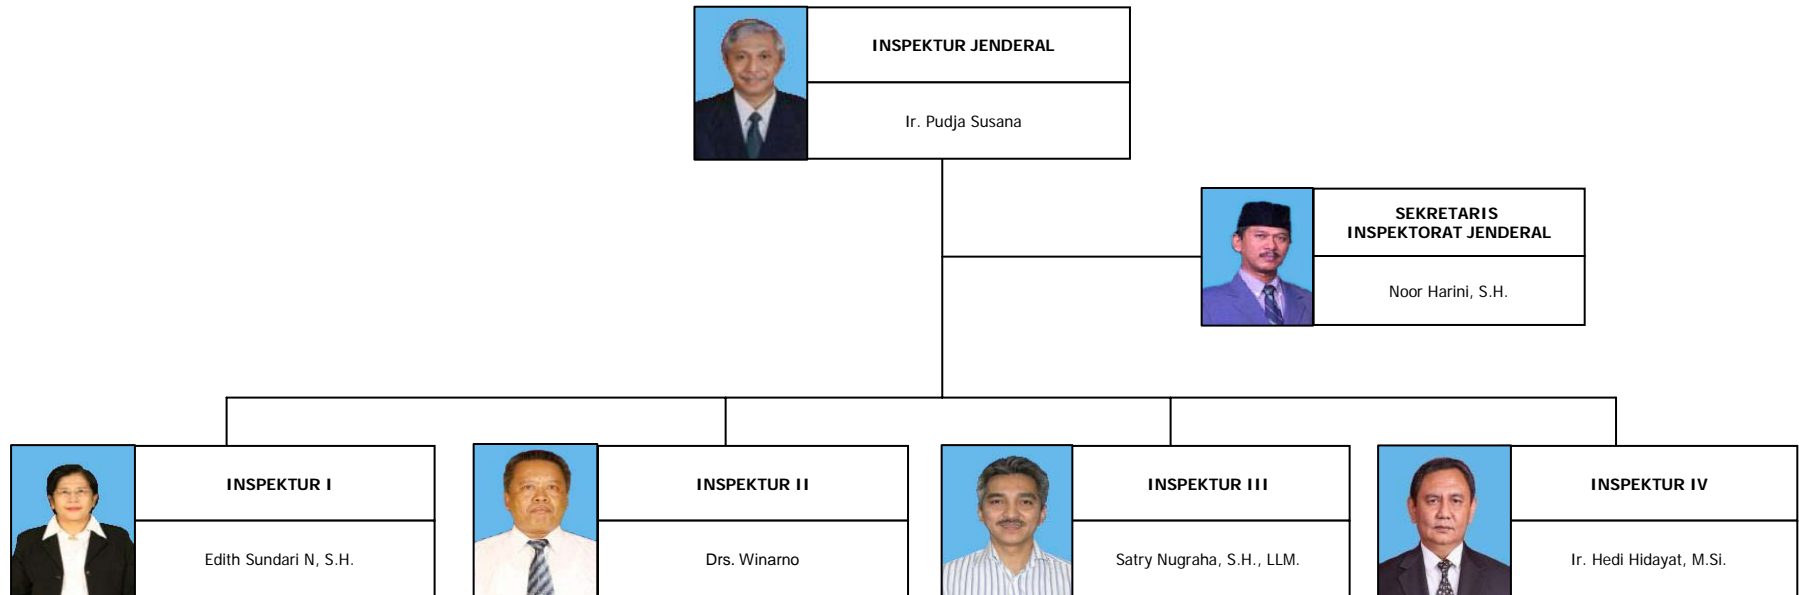 INSPEKTUR JENDERAL
Ir. Pudja Susana
SEKRETARIS
INSPEKTORAT JENDERAL
Noor Harini, S.H.
INSPEKTUR I
Edith Sundari N, S.H.
INSPEKTUR II
Drs. Winarno
INSPEKTUR III
Satry Nugraha, S.H., LLM.
INSPEKTUR IV
Ir. Hedi Hidayat, M.Si.